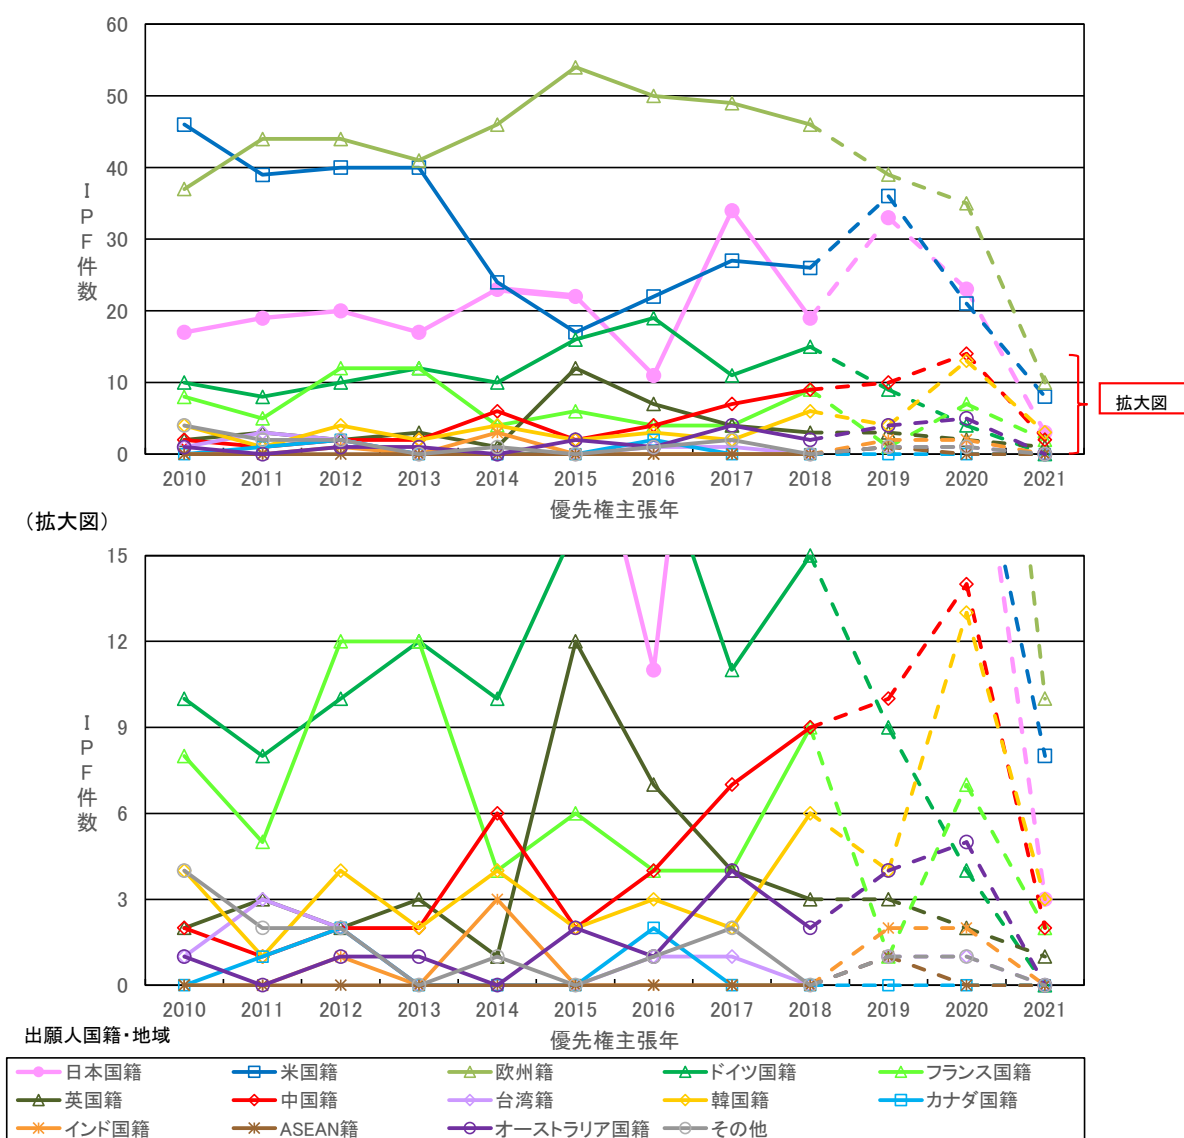 60
50
40
30
20
10
0
IPF件数
2010 2011 2012 2013 2014 2015 2016 2017 2018 2019 2020 2021
優先権主張年
拡大図
（拡大図）
15
12
9
6
3
0
IPF件数
2010 2011 2012 2013 2014 2015 2016 2017 2018 2019 2020 2021
優先権主張年
出願人国籍・地域
日本国籍 米国籍 欧州籍 ドイツ国籍 フランス国籍
英国籍 中国籍 台湾籍 韓国籍 カナダ国籍
インド国籍 ASEAN籍 オーストラリア国籍 その他